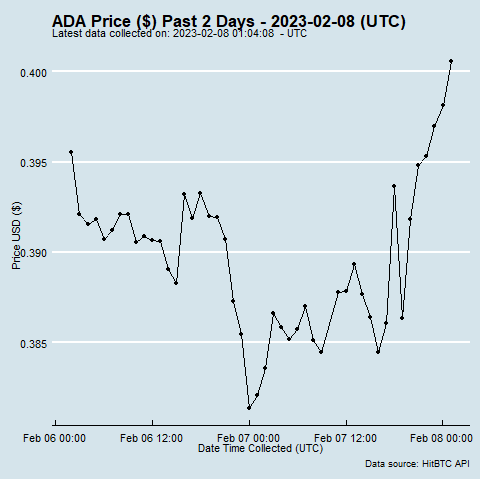 ADA Price ($) Past 2 Days - 2023-02-08 (UTC)
Latest data collected on: 2023-02-08 01:04:08  - UTC
0.400
0.395
0.390
0.385
Price USD ($)
Feb 06 00:00 Feb 06 12:00 Feb 07 00:00 Feb 07 12:00 Feb 08 00:00
Date Time Collected (UTC)
Data source: HitBTC API